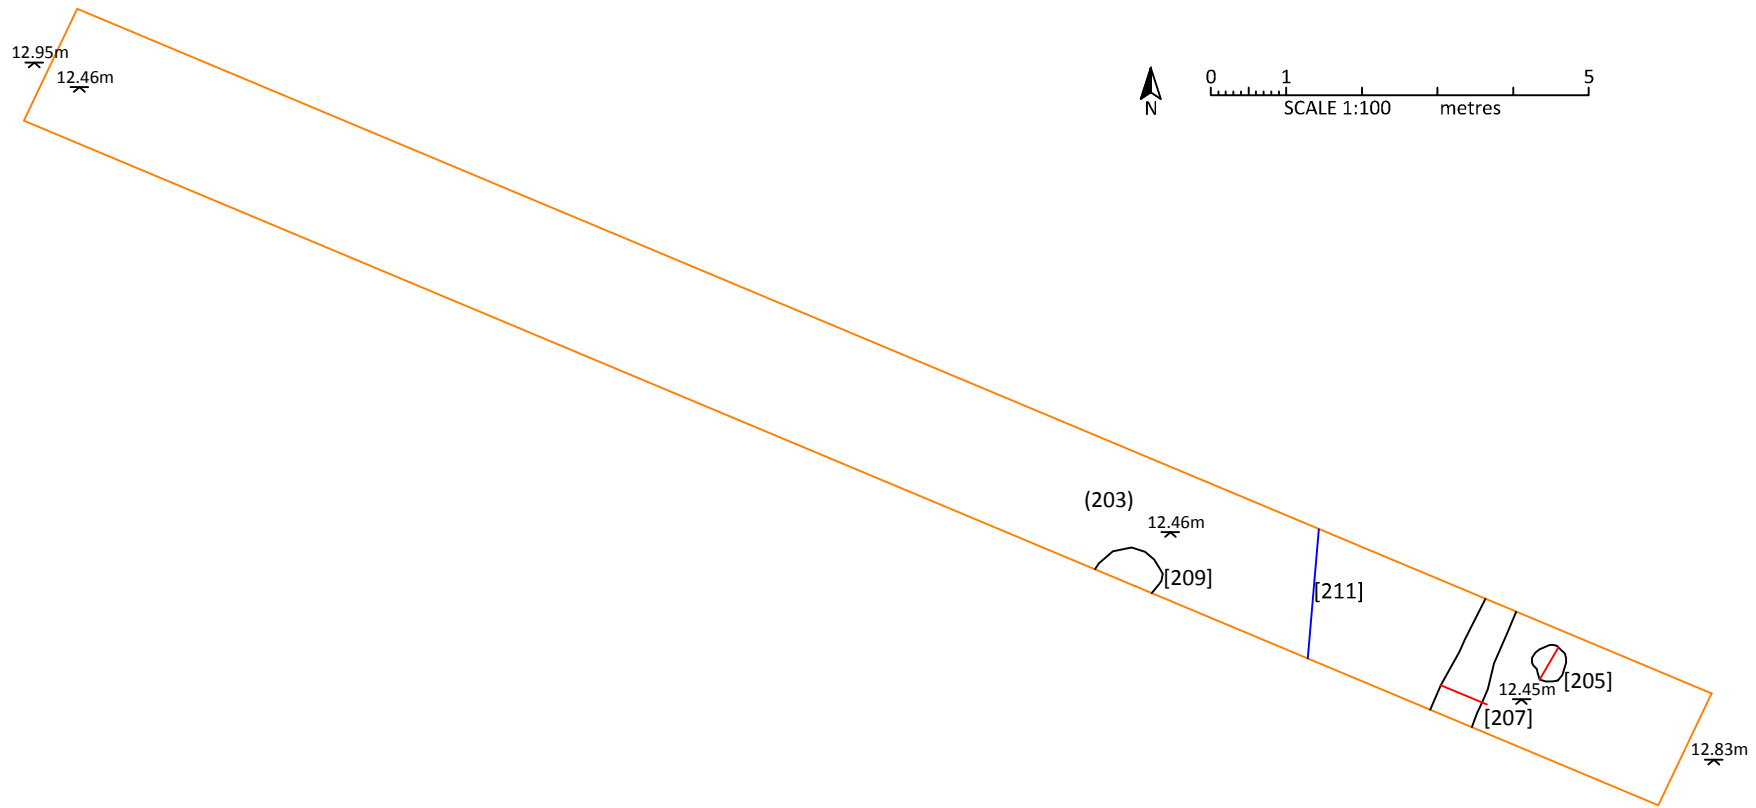 12.95m
12.46m
0 1 5
SCALE 1:100 metres
N
(203)
12.46m
[209]
[211]
[205]
12.45m
[207]
12.83m